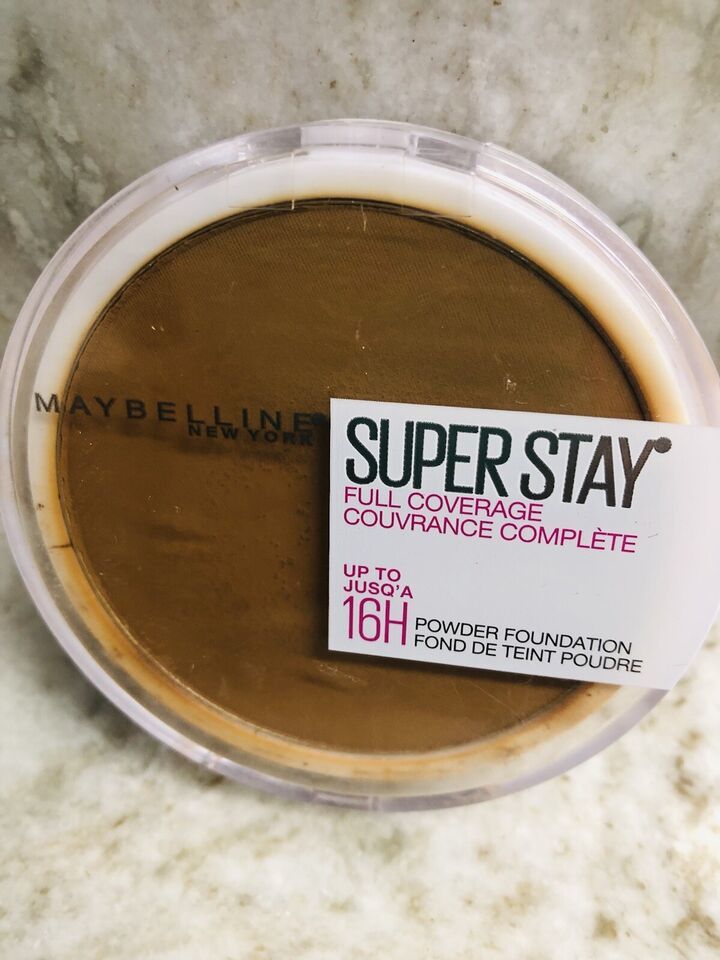 MAYBELLINE
NEW YORK
SUPER STAY
FULL COVERAGE
COUVRANCE COMPLÈTE
UP TO
JUSQ'A
16H
POWDER FOUNDATION
FOND DE TEINT POUDRE